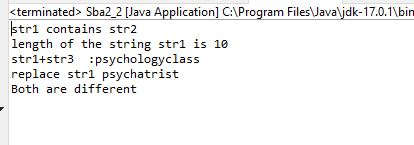 <terminated> Sba2_2 [Java Application] C:\Program Files\Java\jdk-17.0.1\bin
str1 contains str2
length of the string str1 is 10
str1+str3  :psychologyclass
replace str1 psychatrist
Both are different